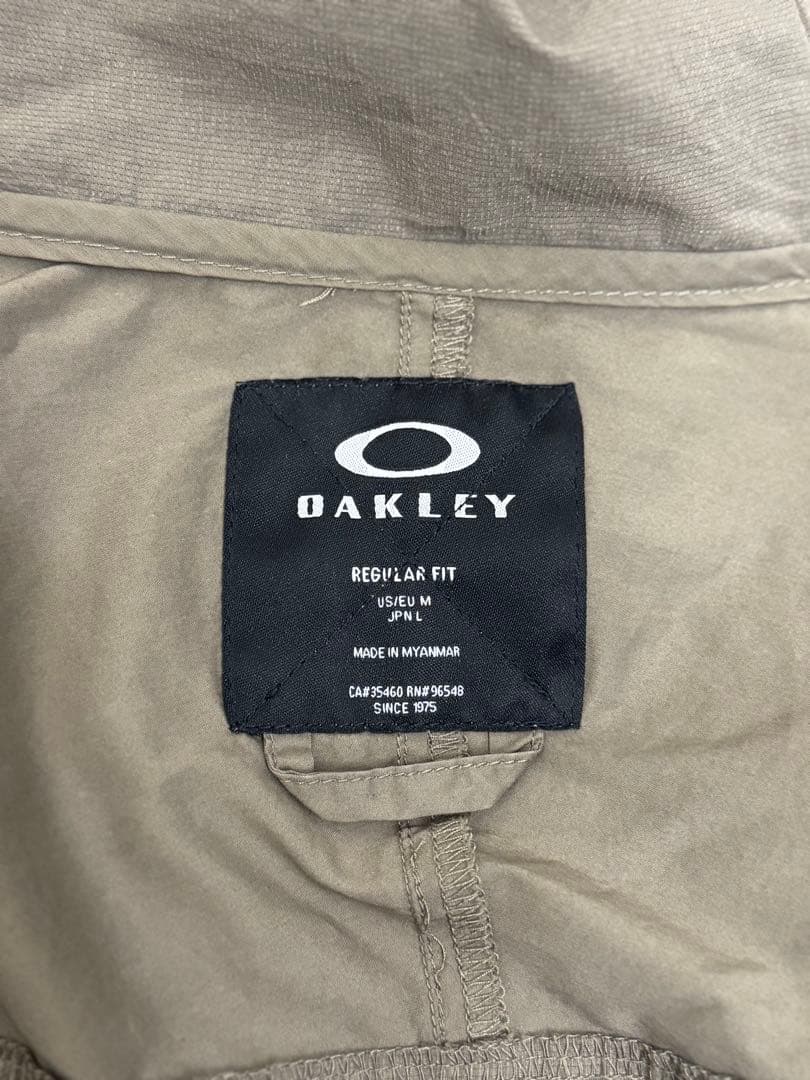 OAKLEY
REGULAR FIT
US/EU M
JPN L
MADE IN MYANMAR
CA#35460 RN#96548
SINCE 1975